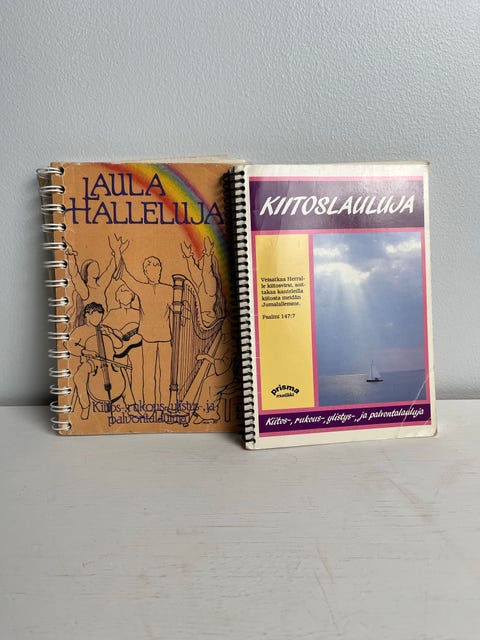 LAULA
HALLELUJA
Kiitos-, rukous-, ylistys- ja
palvontalauluja
KIITOSLAULUJA
Veisatkaa Herral-
le kiitosvirsi, soit-
takaa kanteleilla
kiitosta meidän
Jumalallemme.
Psalmi 147:7
prisma
musiikki
Kiitos-, rukous-, ylistys-, ja palvontalauluja